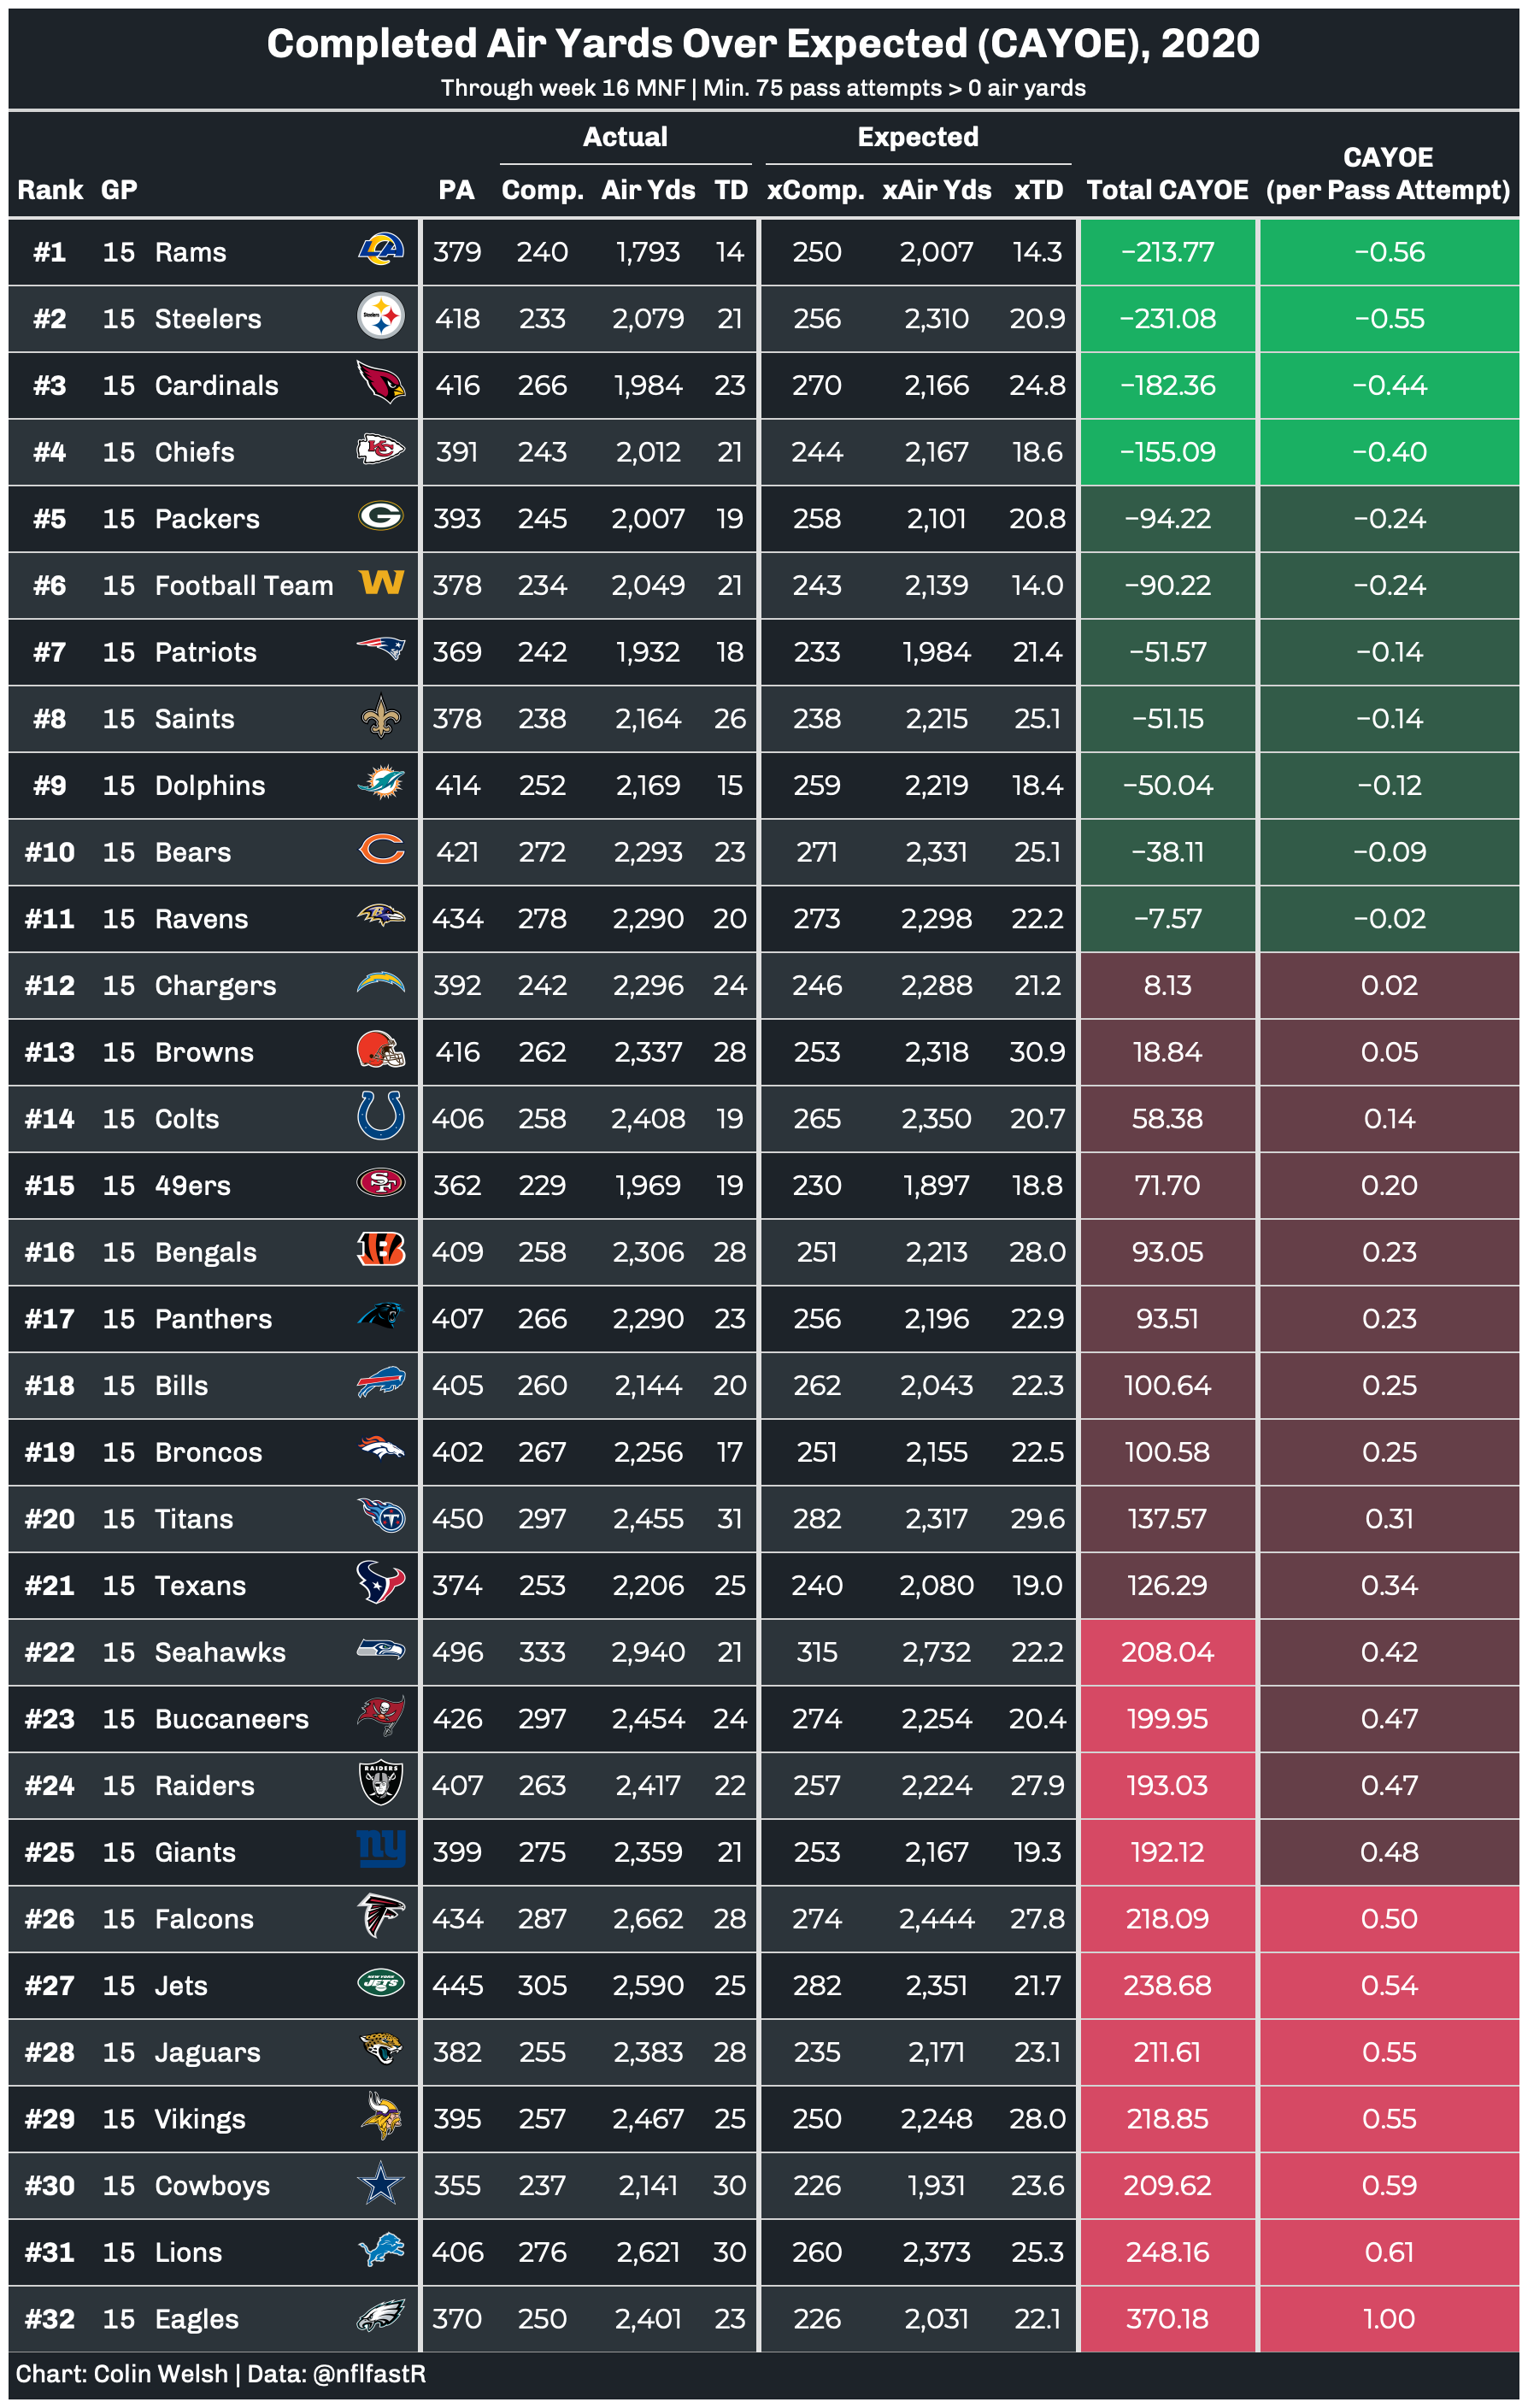 Completed Air Yards Over Expected (CAYOE), 2020
Through week 16 MNF | Min. 75 pass attempts > 0 air yards
Actual Expected
CAYOE
Rank GP PA Comp. Air Yds TD xComp. xAir Yds xTD Total CAYOE (per Pass Attempt)
#1 15 Rams 379 240 1,793 14 250 2,007 14.3 −213.77 −0.56
#2 15 Steelers Steelers 418 233 2,079 21 256 2,310 20.9 −231.08 −0.55
#3 15 Cardinals 416 266 1,984 23 270 2,166 24.8 −182.36 −0.44
#4 15 Chiefs KC 391 243 2,012 21 244 2,167 18.6 −155.09 −0.40
#5 15 Packers G 393 245 2,007 19 258 2,101 20.8 −94.22 −0.24
#6 15 Football Team W 378 234 2,049 21 243 2,139 14.0 −90.22 −0.24
#7 15 Patriots 369 242 1,932 18 233 1,984 21.4 −51.57 −0.14
#8 15 Saints 378 238 2,164 26 238 2,215 25.1 −51.15 −0.14
#9 15 Dolphins 414 252 2,169 15 259 2,219 18.4 −50.04 −0.12
#10 15 Bears C 421 272 2,293 23 271 2,331 25.1 −38.11 −0.09
#11 15 Ravens B 434 278 2,290 20 273 2,298 22.2 −7.57 −0.02
#12 15 Chargers 392 242 2,296 24 246 2,288 21.2 8.13 0.02
#13 15 Browns 416 262 2,337 28 253 2,318 30.9 18.84 0.05
#14 15 Colts 406 258 2,408 19 265 2,350 20.7 58.38 0.14
#15 15 49ers SF 362 229 1,969 19 230 1,897 18.8 71.70 0.20
#16 15 Bengals B 409 258 2,306 28 251 2,213 28.0 93.05 0.23
#17 15 Panthers 407 266 2,290 23 256 2,196 22.9 93.51 0.23
#18 15 Bills 405 260 2,144 20 262 2,043 22.3 100.64 0.25
#19 15 Broncos 402 267 2,256 17 251 2,155 22.5 100.58 0.25
#20 15 Titans T 450 297 2,455 31 282 2,317 29.6 137.57 0.31
#21 15 Texans 374 253 2,206 25 240 2,080 19.0 126.29 0.34
#22 15 Seahawks 496 333 2,940 21 315 2,732 22.2 208.04 0.42
#23 15 Buccaneers 426 297 2,454 24 274 2,254 20.4 199.95 0.47
#24 15 Raiders RAIDERS 407 263 2,417 22 257 2,224 27.9 193.03 0.47
#25 15 Giants ny 399 275 2,359 21 253 2,167 19.3 192.12 0.48
#26 15 Falcons 434 287 2,662 28 274 2,444 27.8 218.09 0.50
#27 15 Jets NEW YORK JETS 445 305 2,590 25 282 2,351 21.7 238.68 0.54
#28 15 Jaguars 382 255 2,383 28 235 2,171 23.1 211.61 0.55
#29 15 Vikings 395 257 2,467 25 250 2,248 28.0 218.85 0.55
#30 15 Cowboys 355 237 2,141 30 226 1,931 23.6 209.62 0.59
#31 15 Lions 406 276 2,621 30 260 2,373 25.3 248.16 0.61
#32 15 Eagles 370 250 2,401 23 226 2,031 22.1 370.18 1.00
Chart: Colin Welsh | Data: @nflfastR